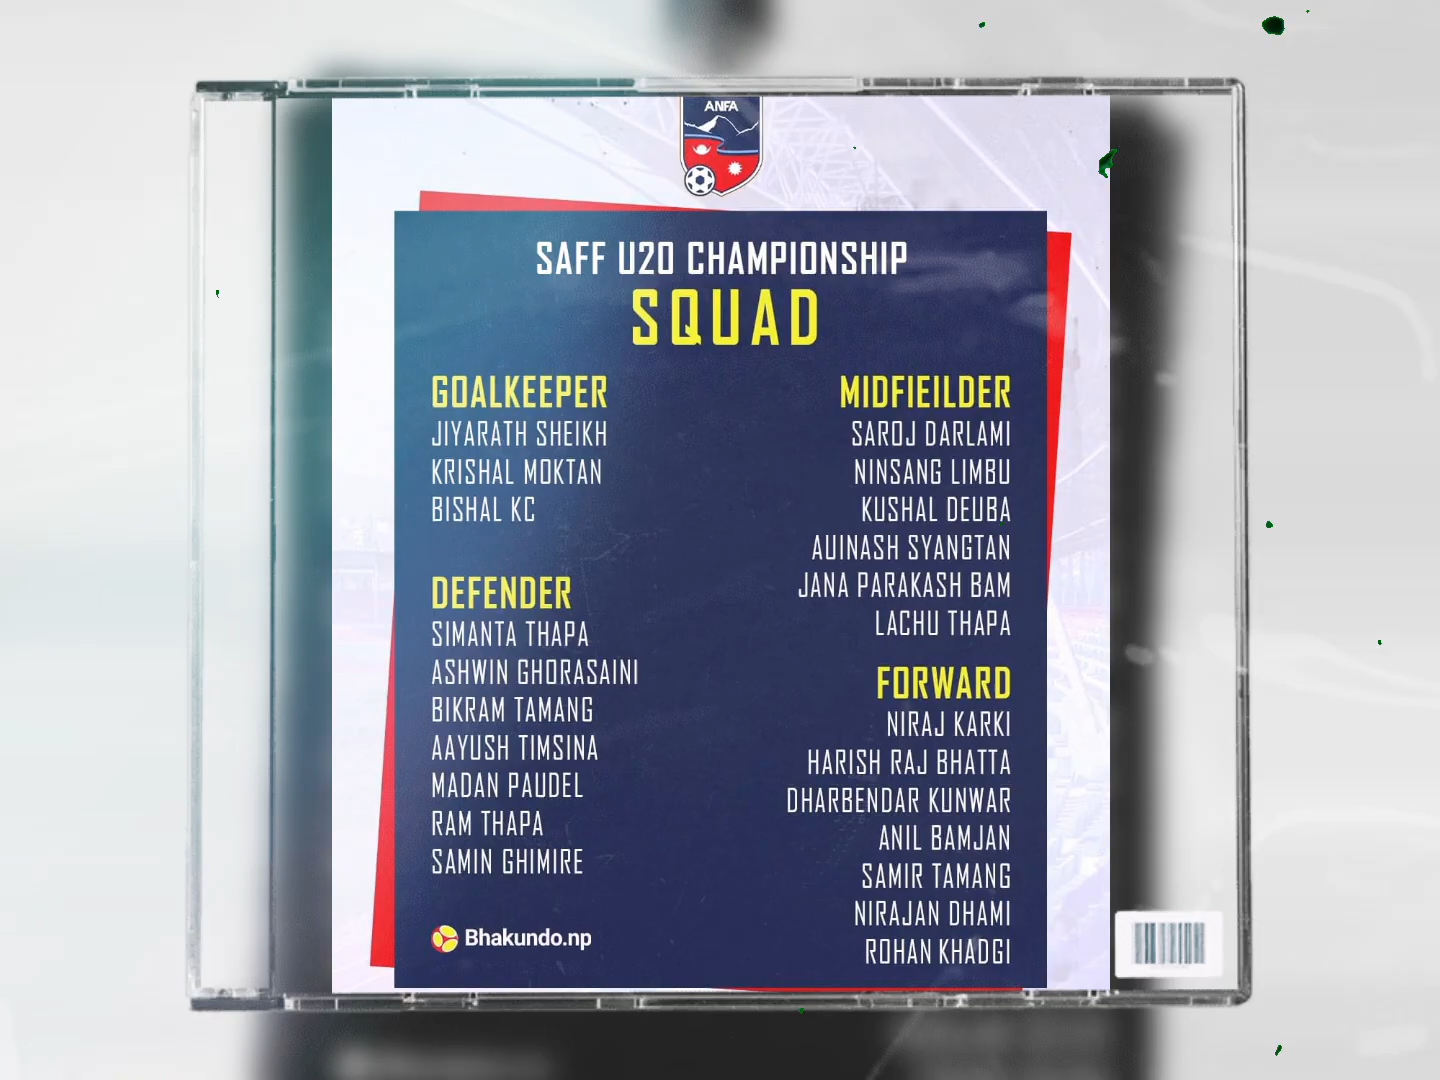 ANFA
SAFF U20 CHAMPIONSHIP
SQUAD
GOALKEEPER
JIYARATH SHEIKH
KRISHAL MOKTAN
BISHAL KC
DEFENDER
SIMANTA THAPA
ASHWIN GHORASAINI
BIKRAM TAMANG
AAYUSH TIMSINA
MADAN PAUDEL
RAM THAPA
SAMIN GHIMIRE
Bhakundo.np
MIDFIEILDER
SAROJ DARLAMI
NINSANG LIMBU
KUSHAL DEUBA
AUINASH SYANGTAN
JANA PARAKASH BAM
LACHU THAPA
FORWARD
NIRAJ KARKI
HARISH RAJ BHATTA
DHARBENDAR KUNWAR
ANIL BAMJAN
SAMIR TAMANG
NIRAJAN DHAMI
ROHAN KHADGI